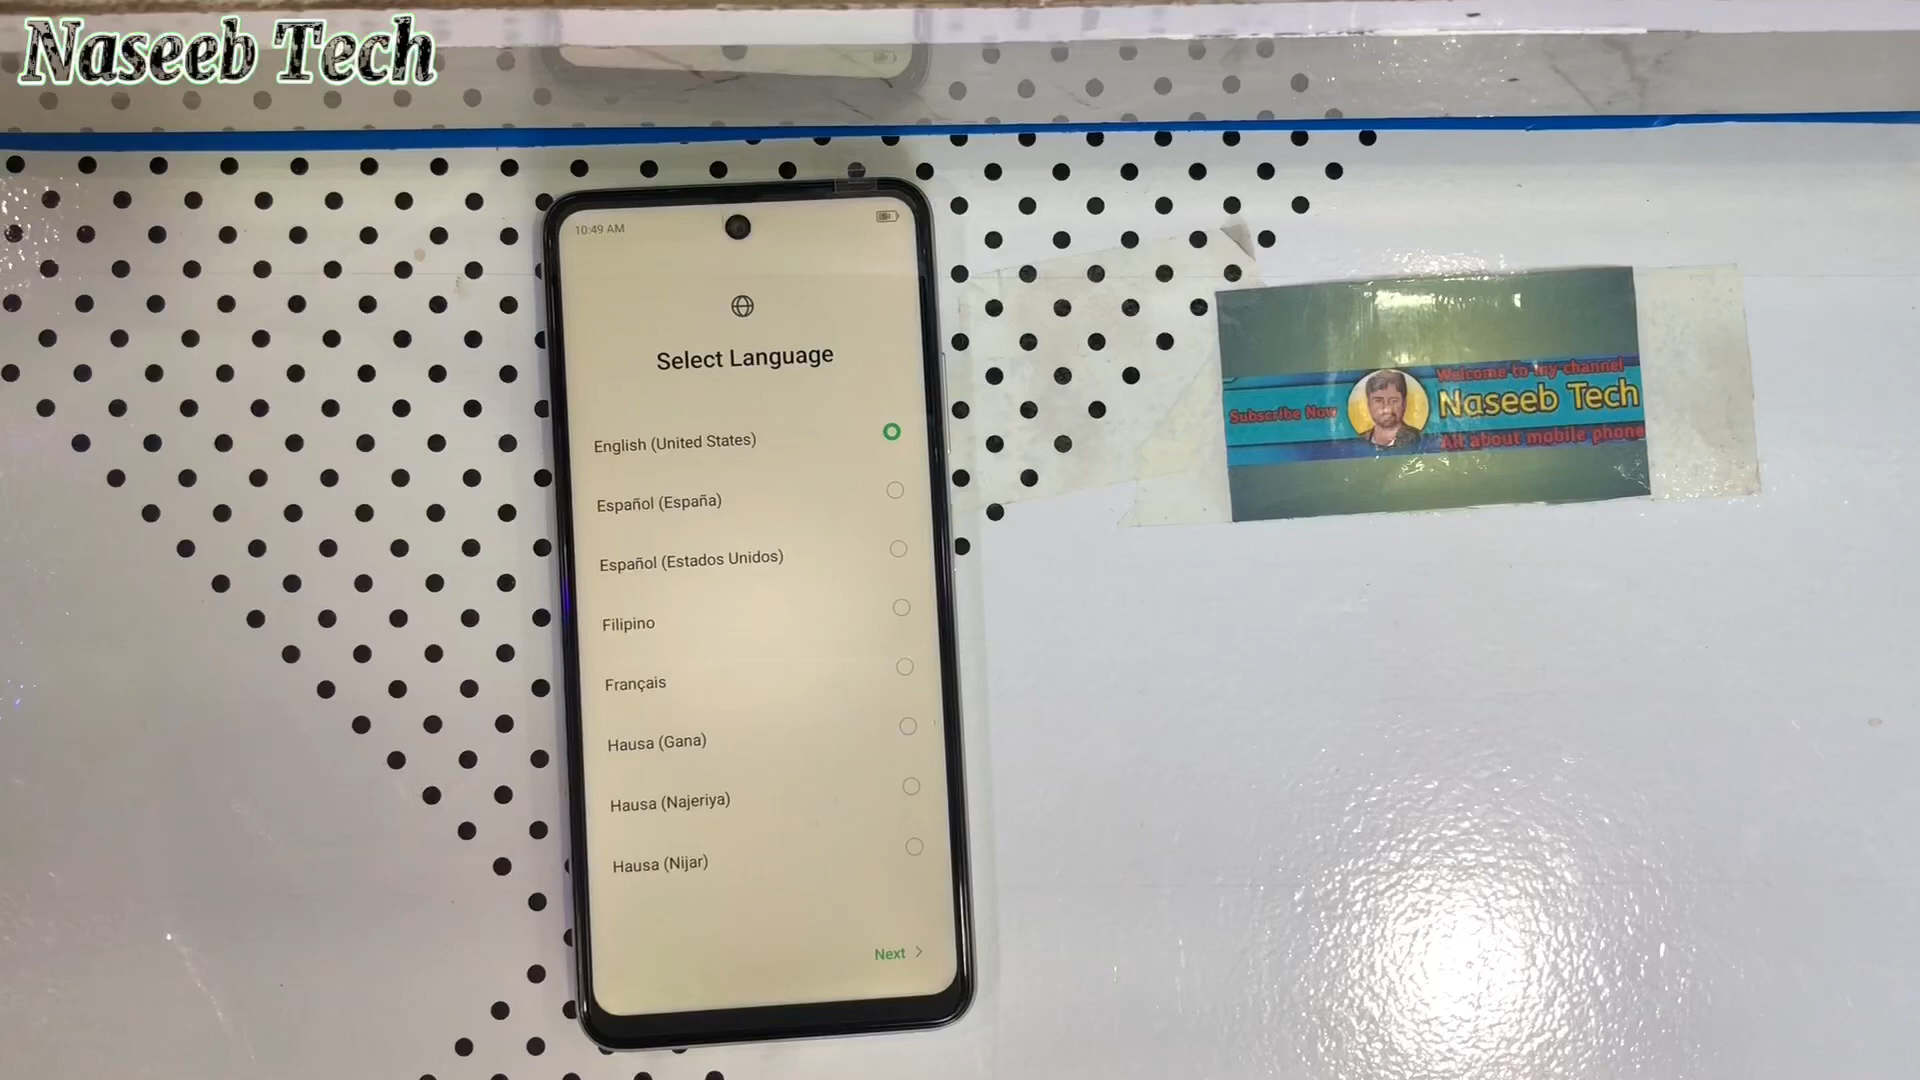 Naseeb Tech
10:49 AM
Select Language
English (United States)
Español (España)
Español (Estados Unidos)
Filipino
Français
Hausa (Gana)
Hausa (Najeriya)
Hausa (Nijar)
Next
Welcome to my channel
Subscribe Now
Naseeb Tech
All about mobile phone